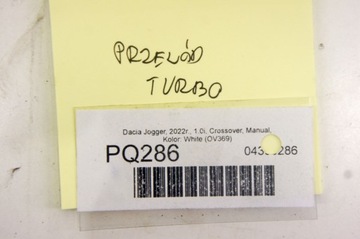 PRZEWÓD
TURBO
Dacia Jogger, 2022r., 1.0i, Crossover, Manual,
Kolor: White (OV369)
PQ286